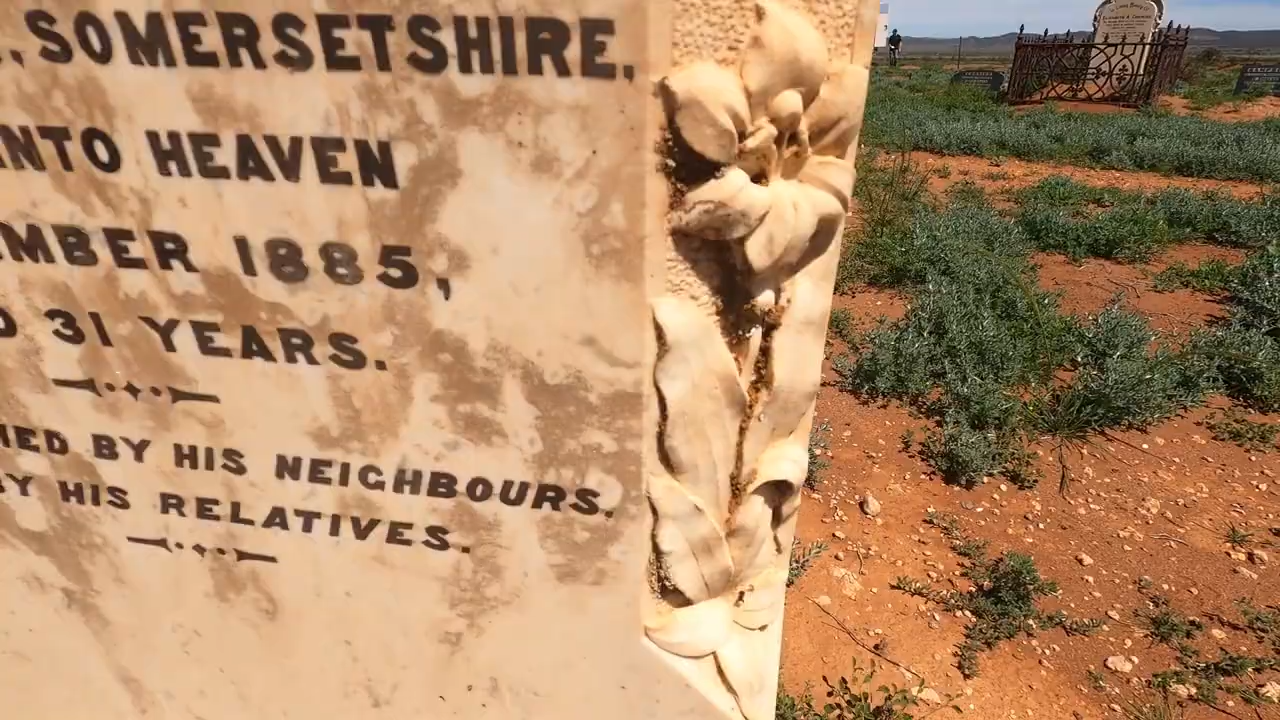 SOMERSETSHIRE,
INTO HEAVEN
MBER 1885,
31 YEARS.
BY HIS NEIGHBOURS.
BY HIS RELATIVES.